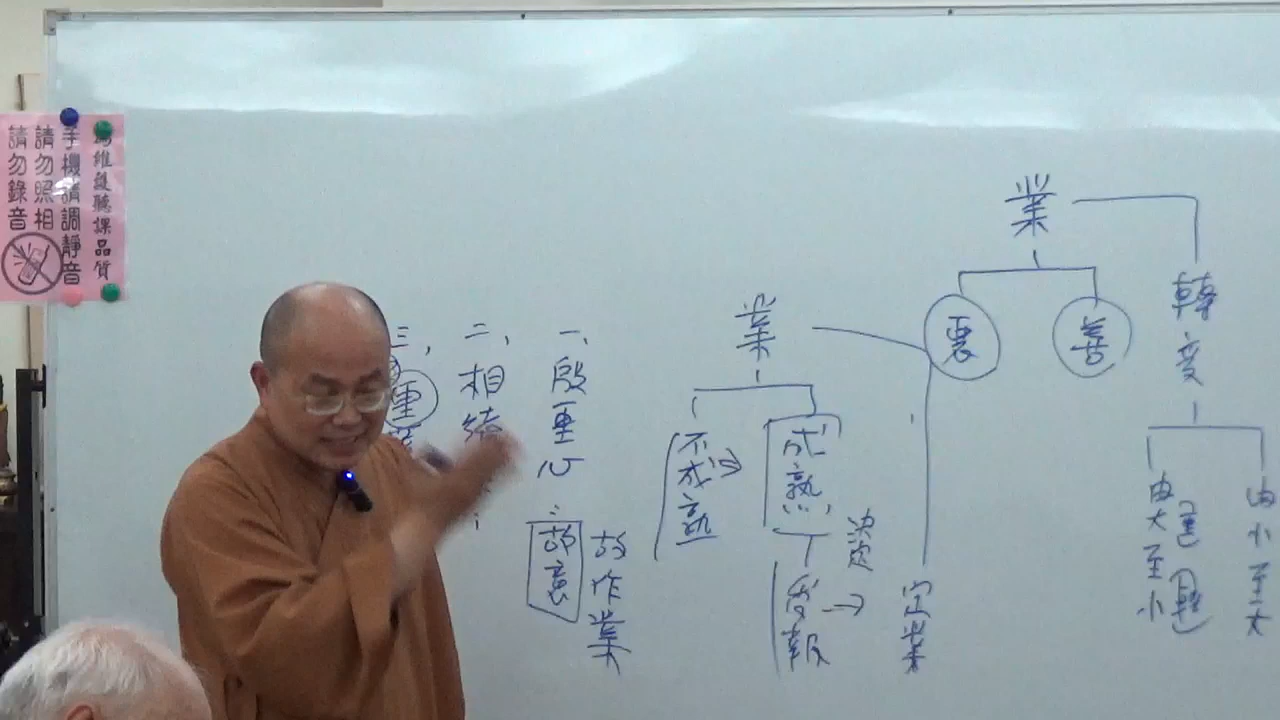 為維護聽課品質
手機請調靜音
請勿照相
請勿錄音
業
惡
善
轉變
由小至大
由大至小
業
成熟
不成熟
決定
受報
定業
一、殷重心:故意
故作業
二、相續
三、重